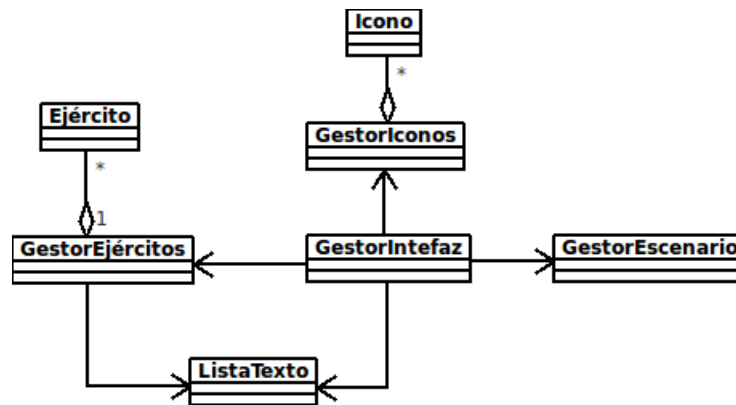 Icono
*
Ejército
GestorIconos
*
1
GestorEjércitos
GestorIntefaz
GestorEscenario
ListaTexto